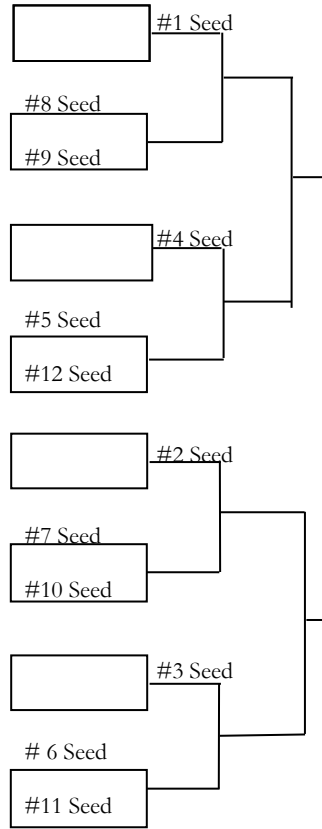 #1 Seed
#8 Seed
#9 Seed
#4 Seed
#5 Seed
#12 Seed
#2 Seed
#7 Seed
#10 Seed
#3 Seed
# 6 Seed
#11 Seed